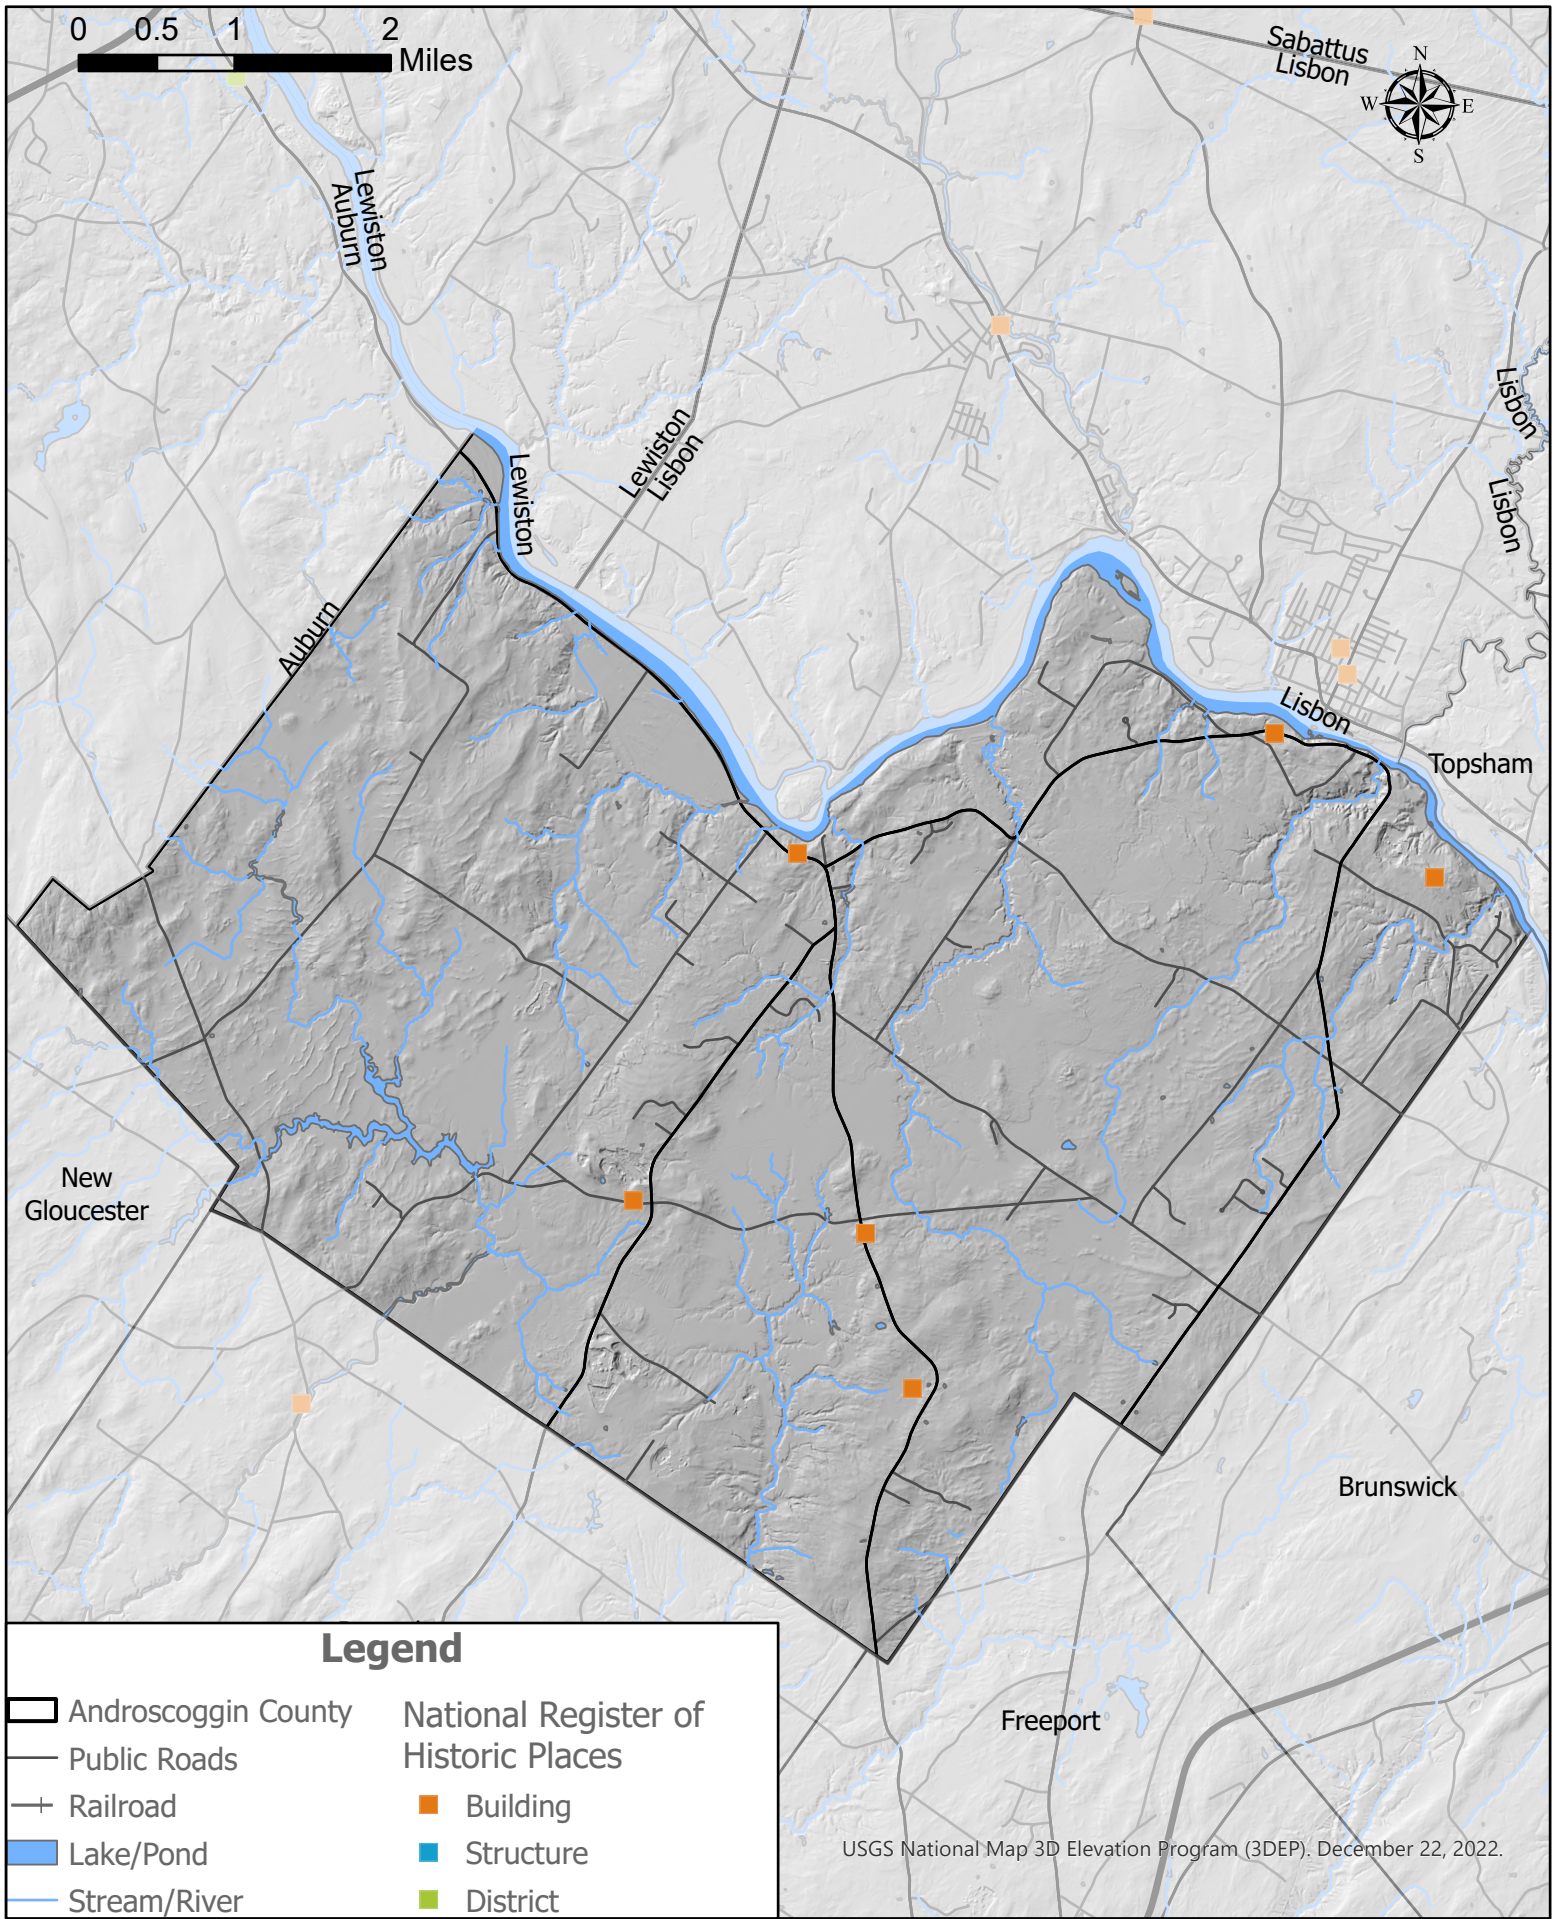 0 0.5 1 2
Miles
Sabattus
Lisbon
N
W E
S
Lewiston
Auburn
Lisbon
Lewiston
Lisbon
Lewiston
Lisbon
Auburn
Lisbon
Topsham
New
Gloucester
Brunswick
Freeport
Legend
Androscoggin County
Public Roads
Railroad
Lake/Pond
Stream/River
National Register of
Historic Places
Building
Structure
District
USGS National Map 3D Elevation Program (3DEP). December 22, 2022.